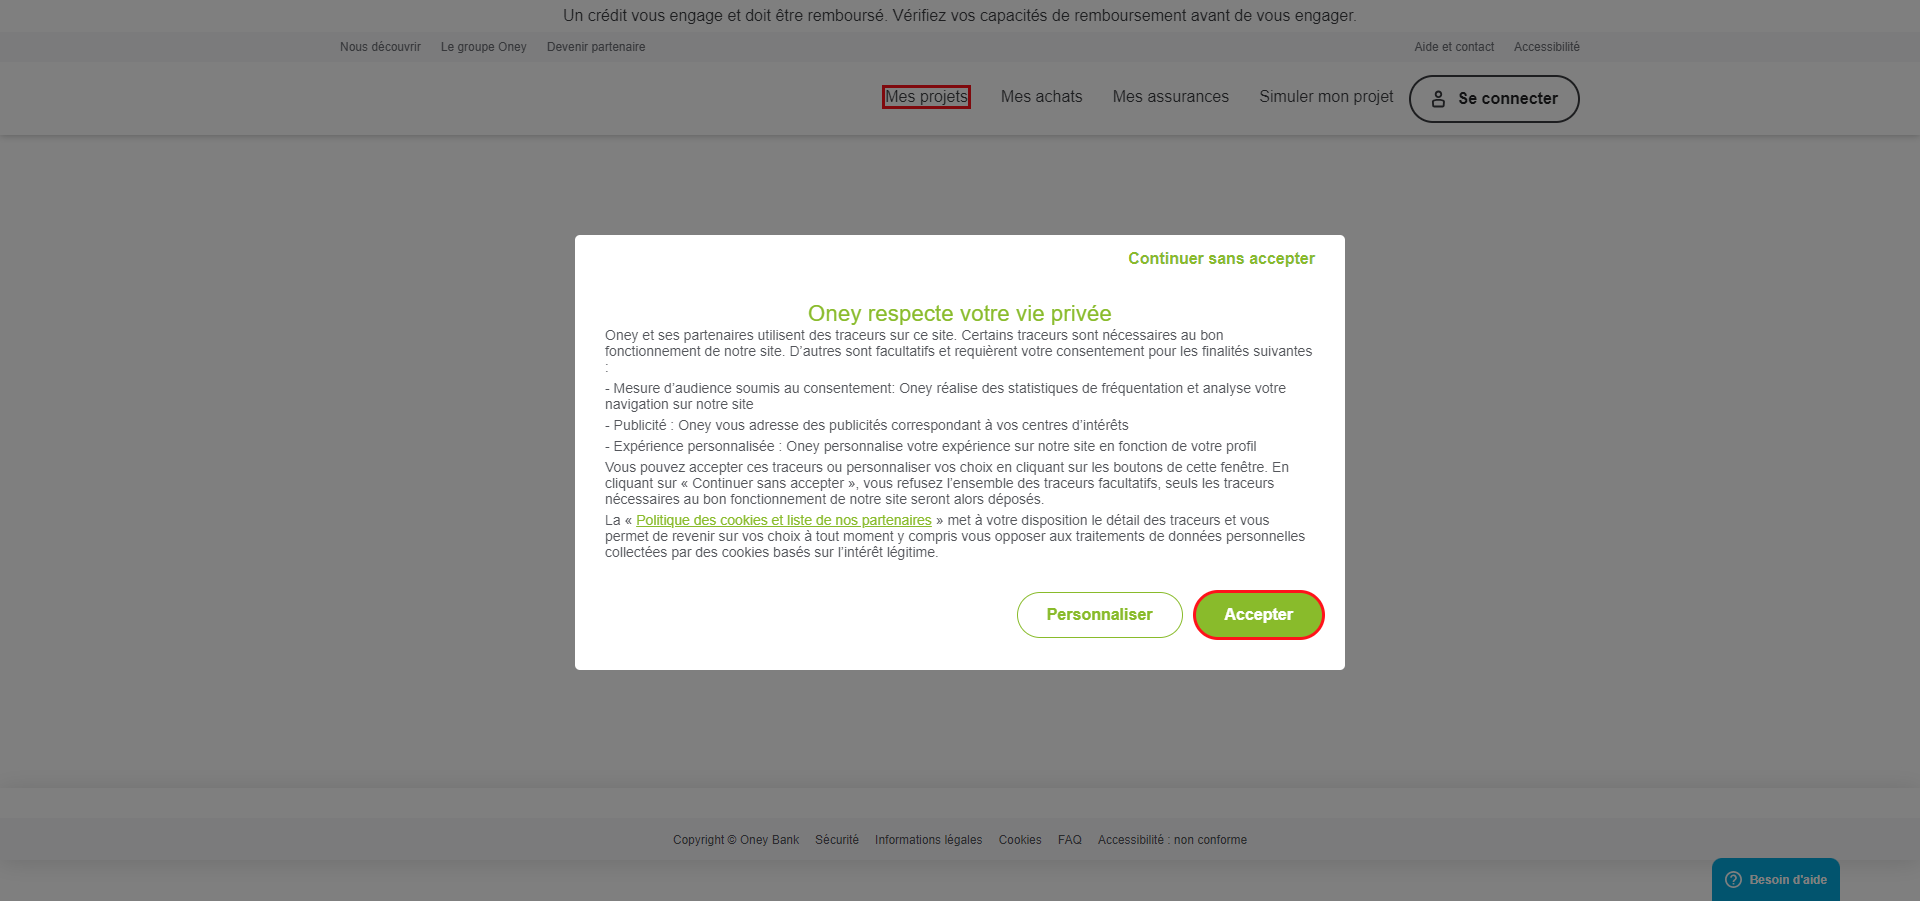 Un crédit vous engage et doit être remboursé. Vérifiez vos capacités de remboursement avant de vous engager.
Nous découvrir Le groupe Oney Devenir partenaire Aide et contact Accessibilité
Mes projets Mes achats Mes assurances Simuler mon projet Se connecter
Continuer sans accepter
Oney respecte votre vie privée
Oney et ses partenaires utilisent des traceurs sur ce site. Certains traceurs sont nécessaires au bon
fonctionnement de notre site. D’autres sont facultatifs et requièrent votre consentement pour les finalités suivantes
:
- Mesure d’audience soumis au consentement: Oney réalise des statistiques de fréquentation et analyse votre
navigation sur notre site
- Publicité : Oney vous adresse des publicités correspondant à vos centres d’intérêts
- Expérience personnalisée : Oney personnalise votre expérience sur notre site en fonction de votre profil
Vous pouvez accepter ces traceurs ou personnaliser vos choix en cliquant sur les boutons de cette fenêtre. En
cliquant sur « Continuer sans accepter », vous refusez l’ensemble des traceurs facultatifs, seuls les traceurs
nécessaires au bon fonctionnement de notre site seront alors déposés.
La « Politique des cookies et liste de nos partenaires » met à votre disposition le détail des traceurs et vous
permet de revenir sur vos choix à tout moment y compris vous opposer aux traitements de données personnelles
collectées par des cookies basés sur l’intérêt légitime.
Personnaliser Accepter
Copyright © Oney Bank Sécurité Informations légales Cookies FAQ Accessibilité : non conforme
Besoin d'aide